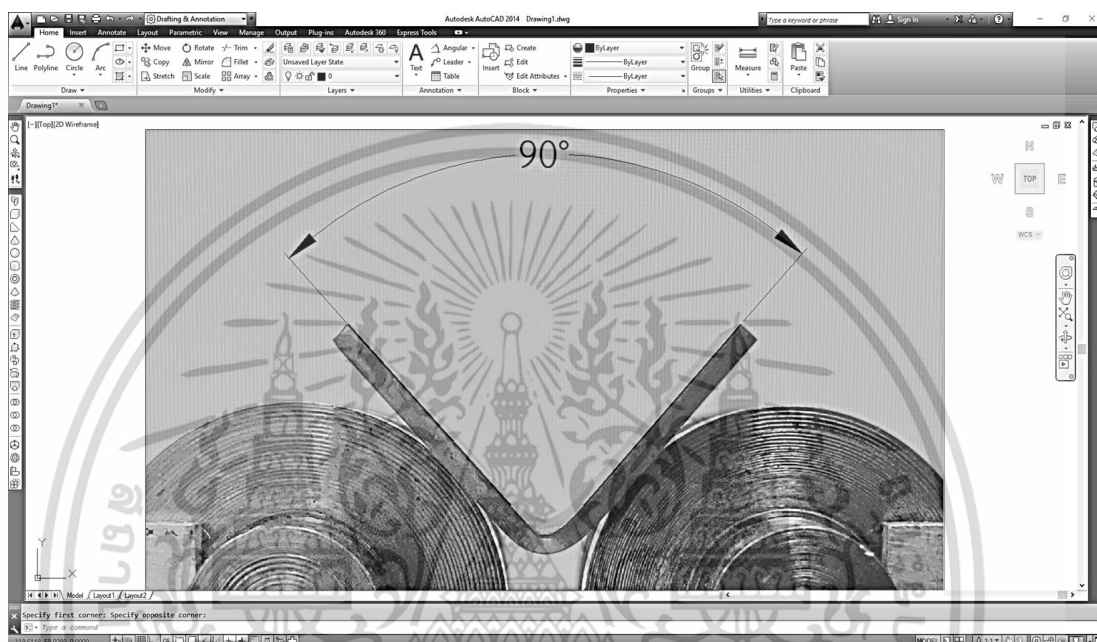 Drafting & Annotation
Autodesk AutoCAD 2014 Drawing1.dwg
Type a keyword or phrase
Sign In
Home Insert Annotate Layout Parametric View Manage Output Plug-ins Autodesk 360 Express Tools
Line Polyline Circle Arc
Move Rotate Trim
Copy Mirror Fillet
Stretch Scale Array
Draw Modify
Unsaved Layer State
0
Layers
Text
Angular
Leader
Table
Annotation
Insert
Create
Edit
Edit Attributes
Block
ByLayer
ByLayer
ByLayer
Properties
Group
Groups
Measure
Utilities
Paste
Clipboard
Drawing1*
[-][Top][2D Wireframe]
90°
N
W TOP E
S
WCS
Y
X
Model Layout1 Layout2
Specify first corner: Specify opposite corner:
Type a command
MODEL